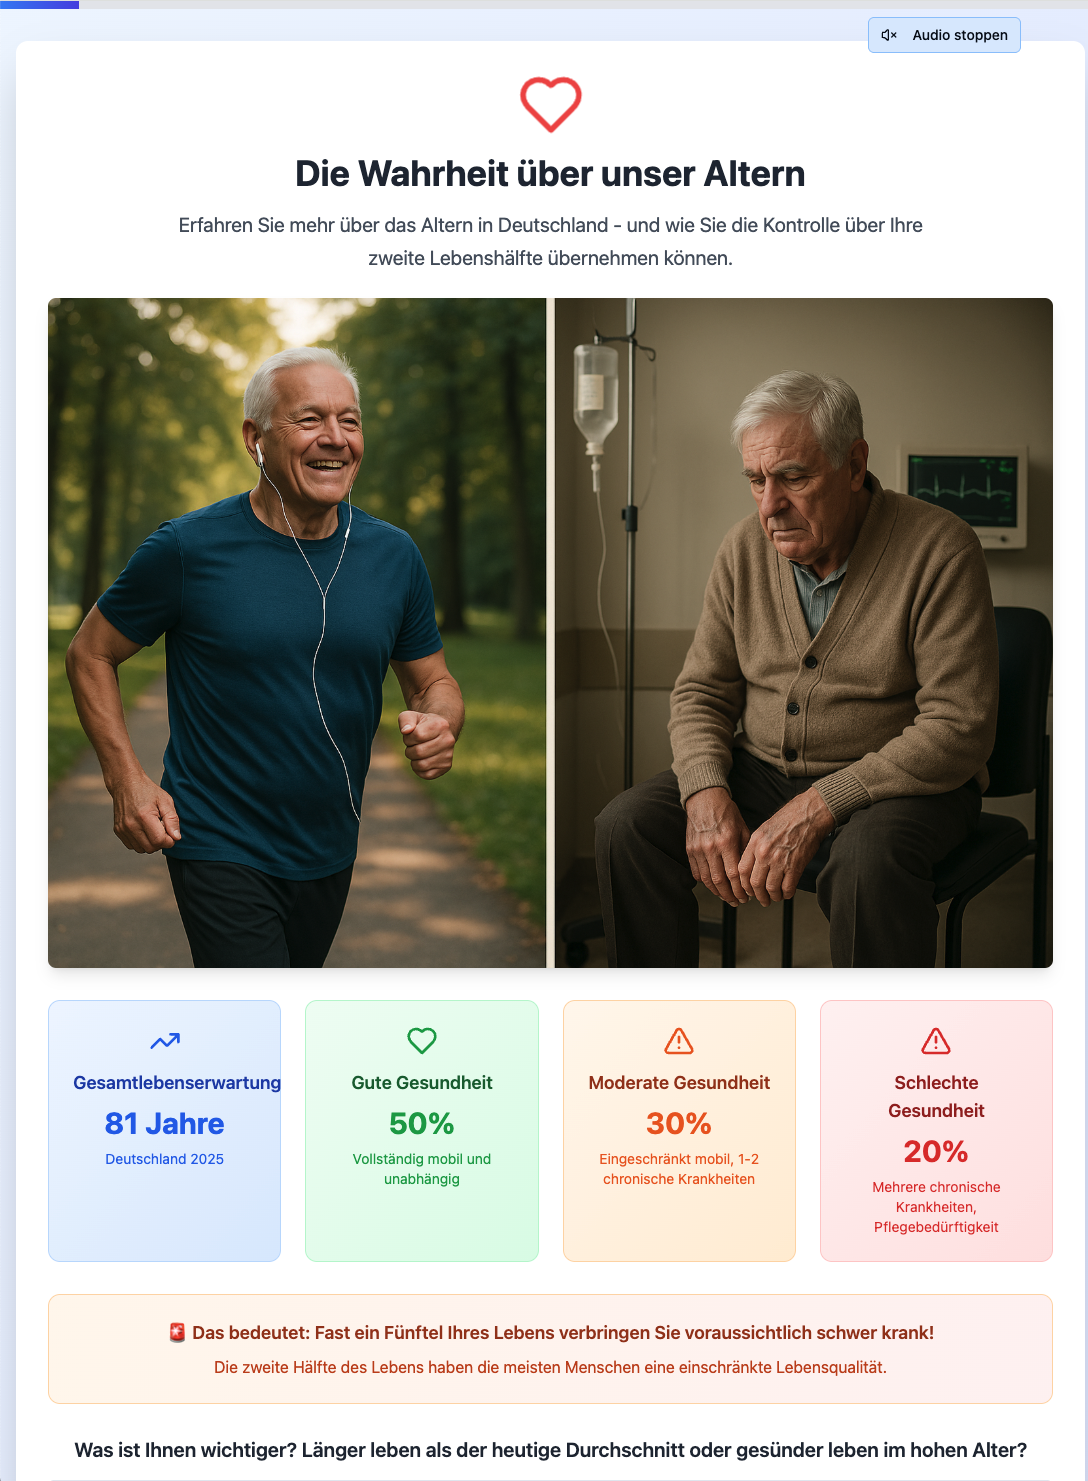 Audio stoppen
Die Wahrheit über unser Altern
Erfahren Sie mehr über das Altern in Deutschland - und wie Sie die Kontrolle über Ihre
zweite Lebenshälfte übernehmen können.
Gesamtlebenserwartung
81 Jahre
Deutschland 2025
Gute Gesundheit
50%
Vollständig mobil und
unabhängig
Moderate Gesundheit
30%
Eingeschränkt mobil, 1-2
chronische Krankheiten
Schlechte
Gesundheit
20%
Mehrere chronische
Krankheiten,
Pflegebedürftigkeit
🚨 Das bedeutet: Fast ein Fünftel Ihres Lebens verbringen Sie voraussichtlich schwer krank!
Die zweite Hälfte des Lebens haben die meisten Menschen eine einschränkte Lebensqualität.
Was ist Ihnen wichtiger? Länger leben als der heutige Durchschnitt oder gesünder leben im hohen Alter?